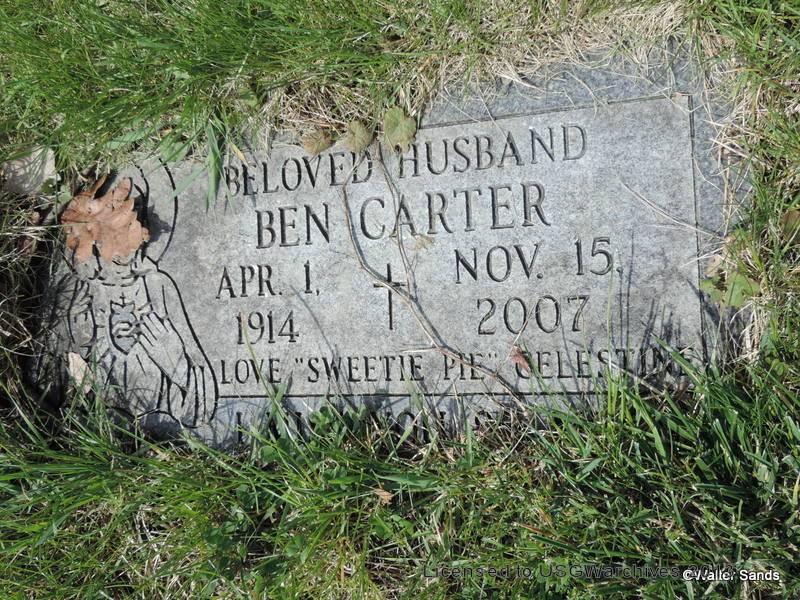 BELOVED HUSBAND
BEN CARTER
APR. 1, NOV. 15,
1914 2007
LOVE "SWEETIE PIE" CELESTINE
Licensed to USGWarchives
©Walter Sands